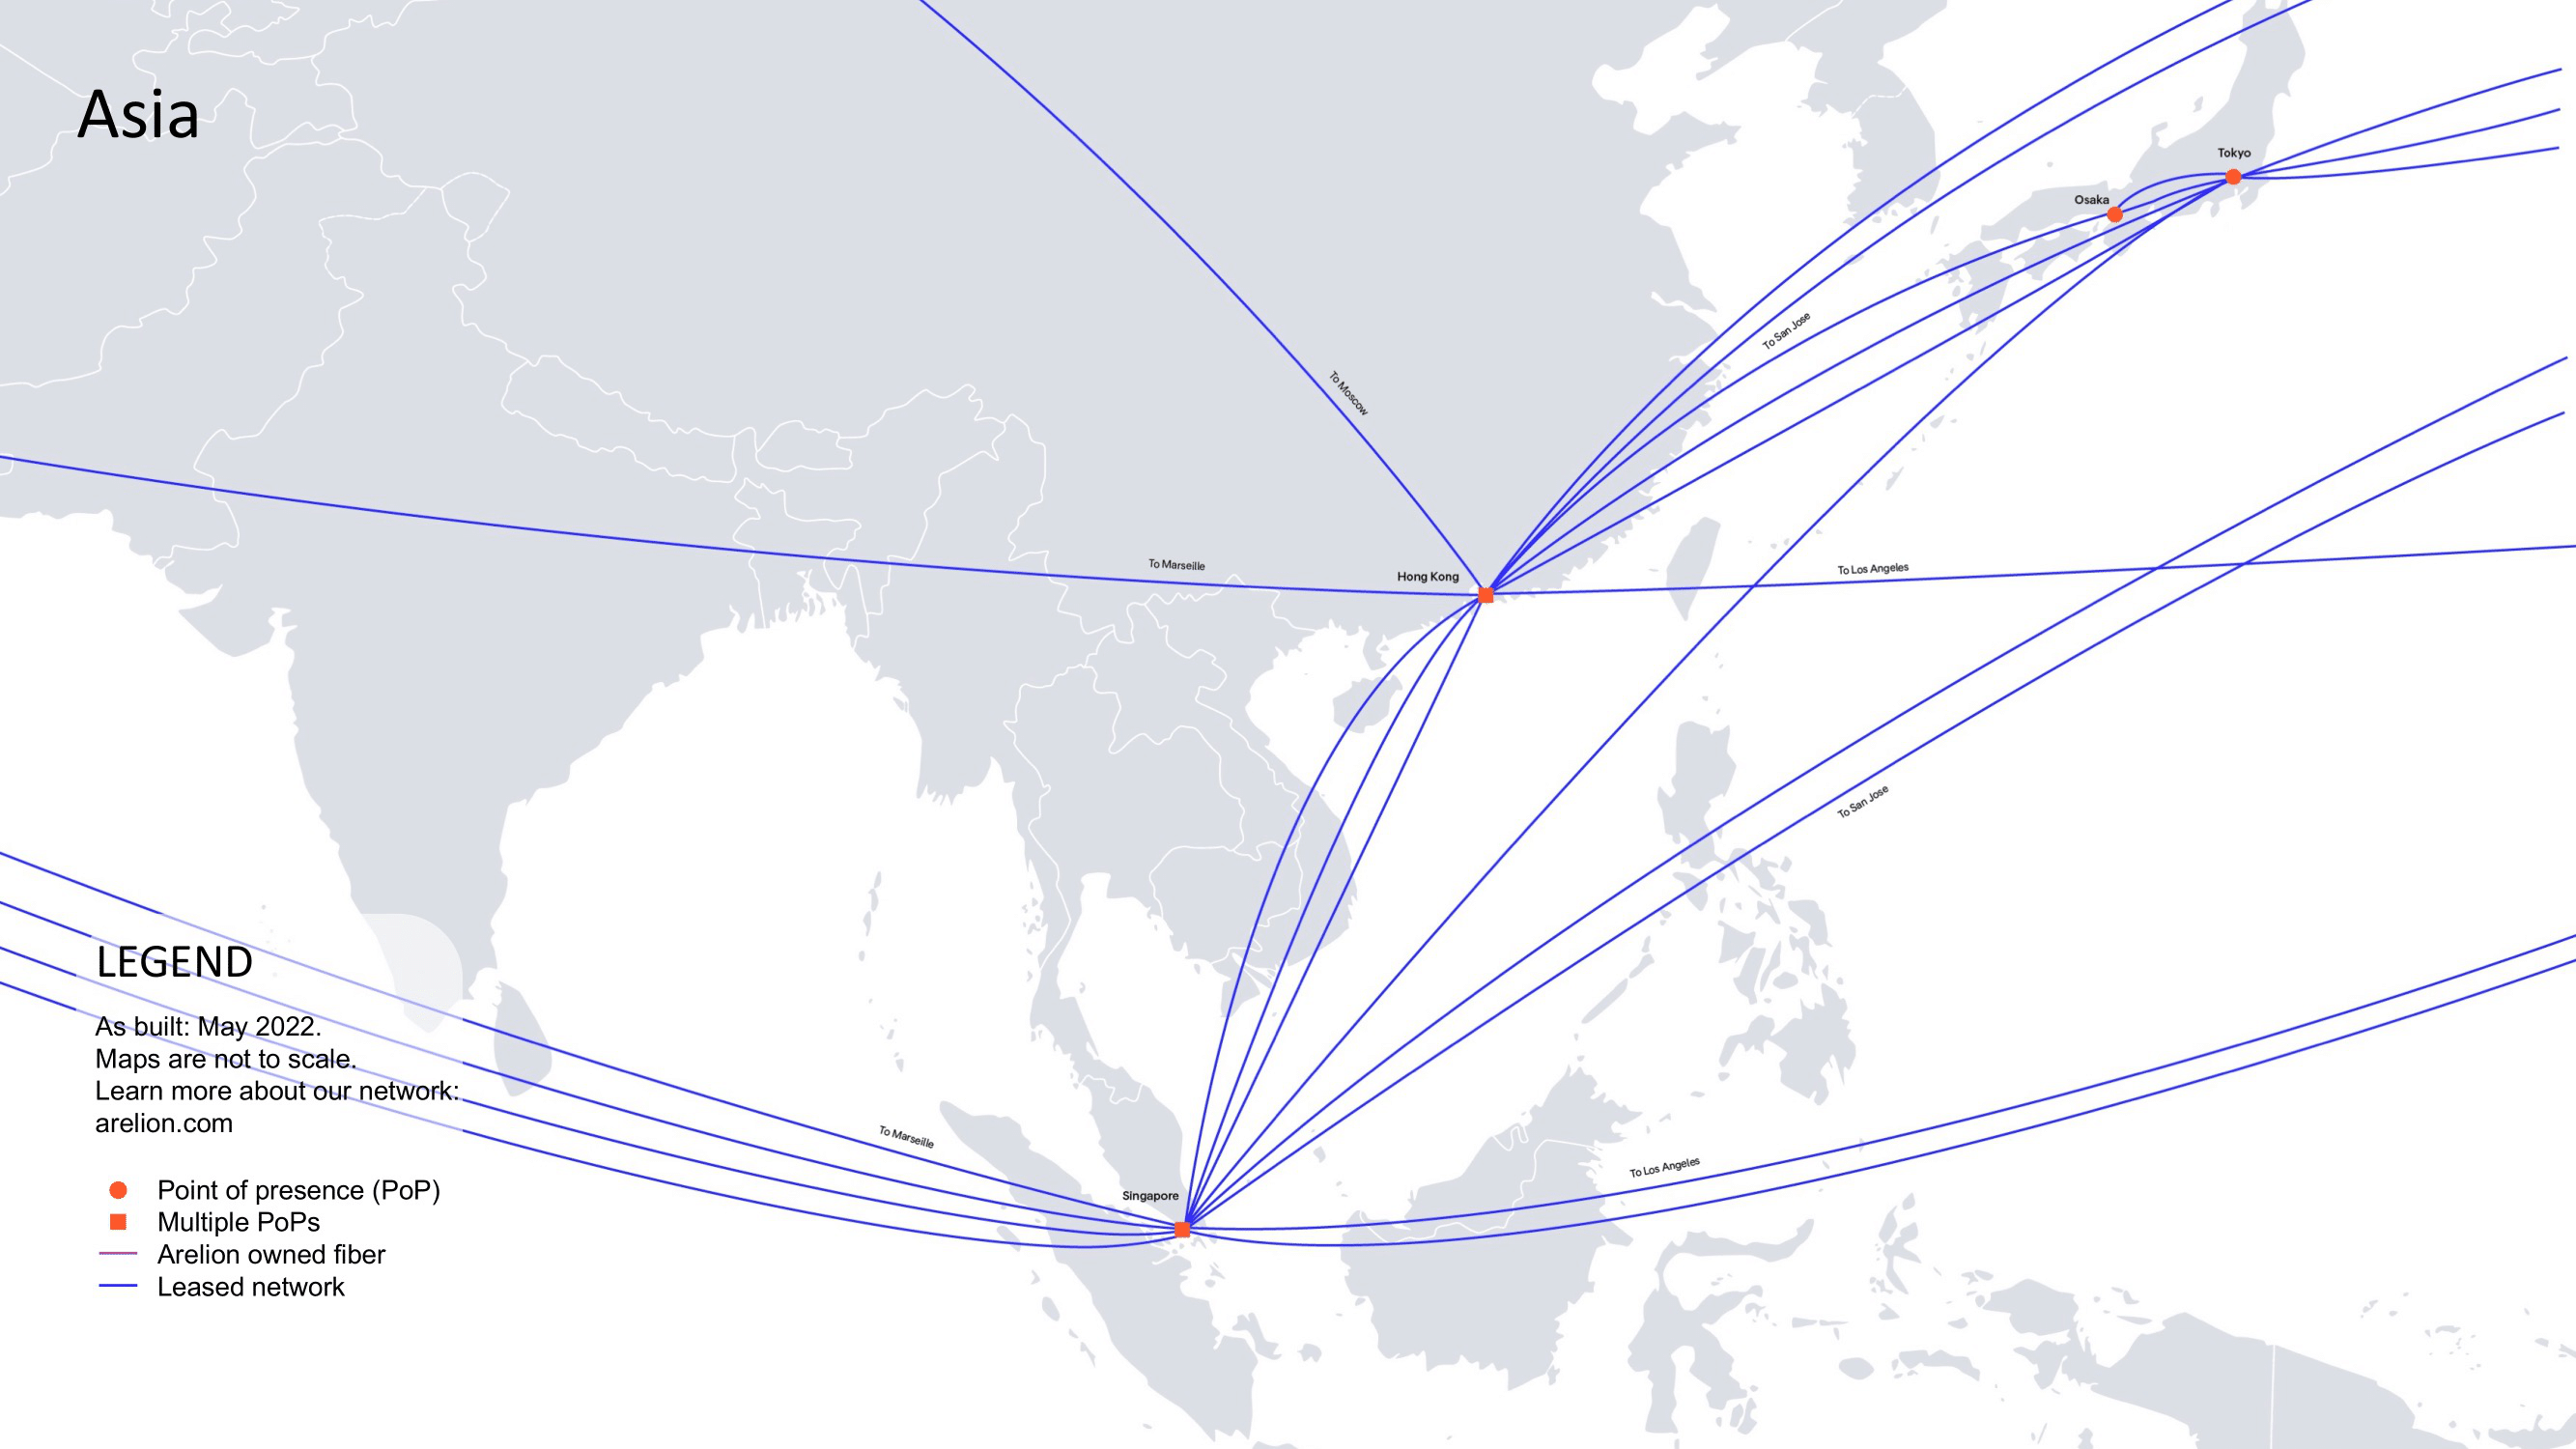 Asia
Tokyo
Osaka
To San Jose
To Moscow
To Marseille
Hong Kong
To Los Angeles
To San Jose
LEGEND
As built: May 2022.
Maps are not to scale.
Learn more about our network:
arelion.com
To Marseille
To Los Angeles
Singapore
Point of presence (PoP)
Multiple PoPs
Arelion owned fiber
Leased network